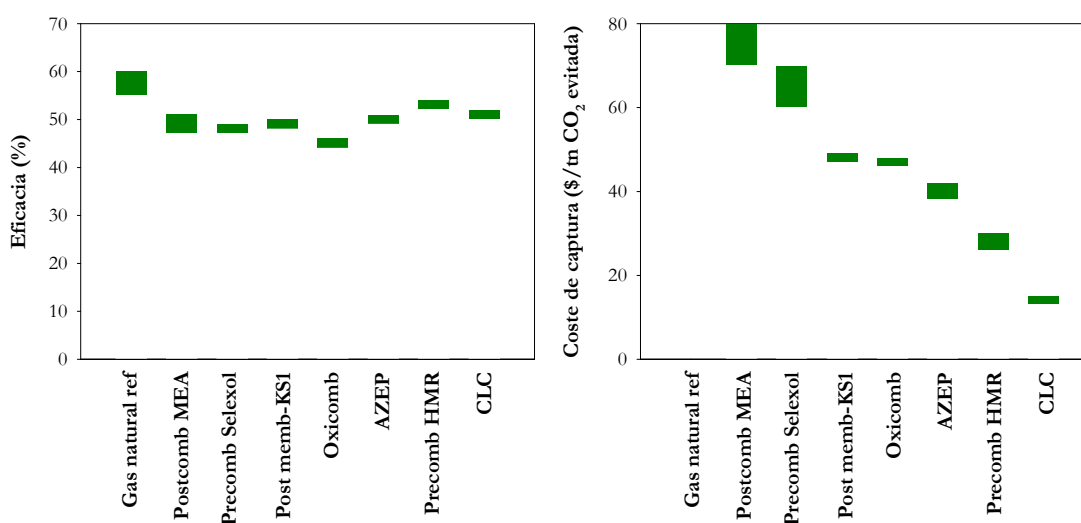 Eficacia (%)
70
60
50
40
30
20
10
0
Gas natural ref
Postcomb MEA
Precomb Selexol
Post memb-KS1
Oxicomb
AZEP
Precomb HMR
CLC
Coste de captura ($/tn CO₂ evitada)
80
60
40
20
0
Gas natural ref
Postcomb MEA
Precomb Selexol
Post memb-KS1
Oxicomb
AZEP
Precomb HMR
CLC